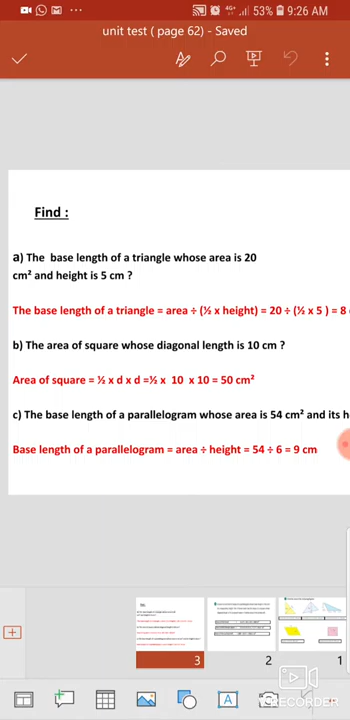 4G+ 53% 9:26 AM
unit test ( page 62) - Saved
Find :
a) The base length of a triangle whose area is 20
cm² and height is 5 cm ?
The base length of a triangle = area ÷ (½ x height) = 20 ÷ (½ x 5 ) = 8
b) The area of square whose diagonal length is 10 cm ?
Area of square = ½ x d x d =½ x 10 x 10 = 50 cm²
c) The base length of a parallelogram whose area is 54 cm² and its h
Base length of a parallelogram = area ÷ height = 54 ÷ 6 = 9 cm
3
2
1
A
RECORDER